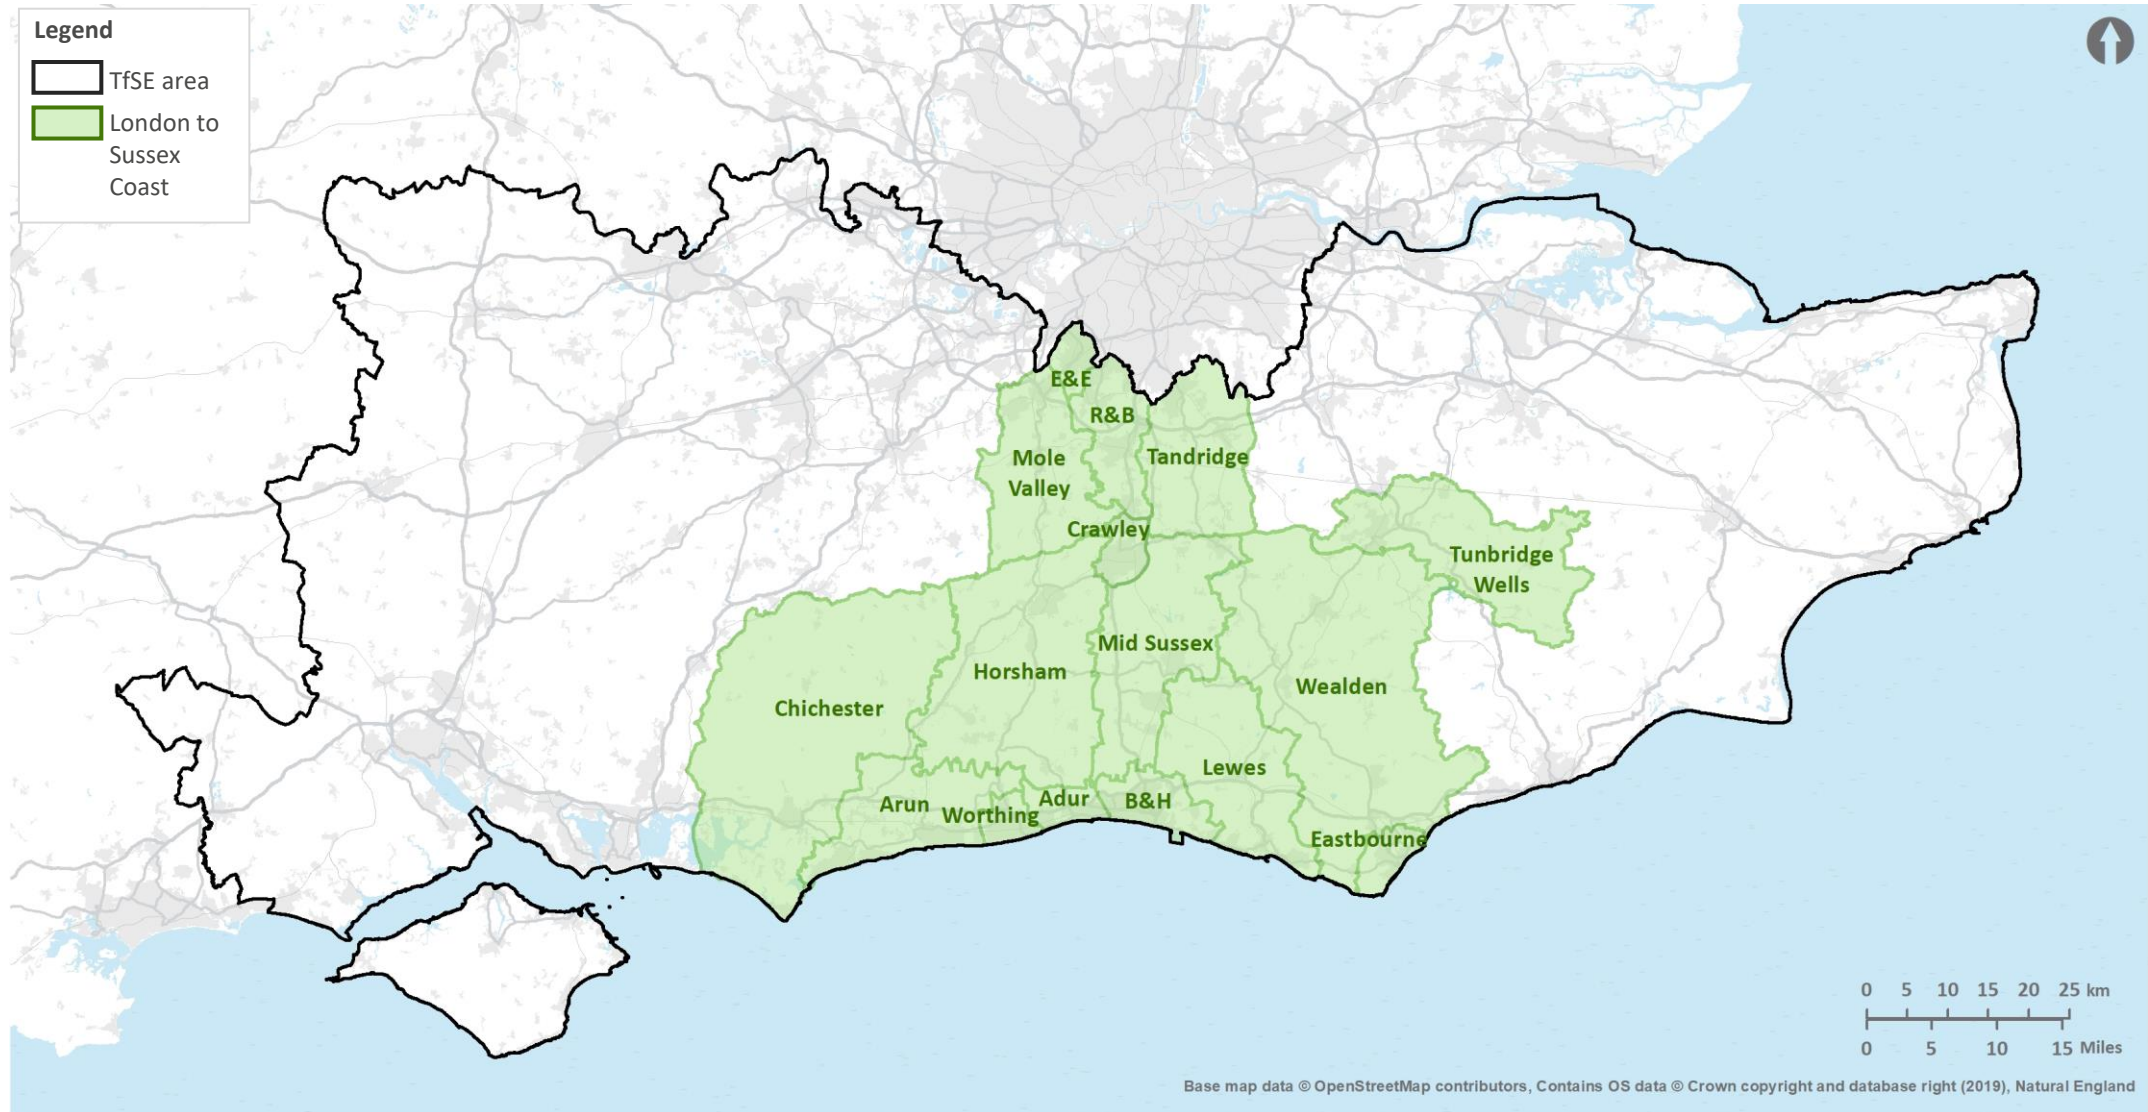 Legend
TfSE area
London to
Sussex
Coast
E&E
R&B
Mole
Valley
Tandridge
Crawley
Tunbridge
Wells
Mid Sussex
Horsham
Wealden
Chichester
Lewes
Arun
Worthing
Adur
B&H
Eastbourne
0 5 10 15 20 25 km
0 5 10 15 Miles
Base map data © OpenStreetMap contributors, Contains OS data © Crown copyright and database right (2019), Natural England